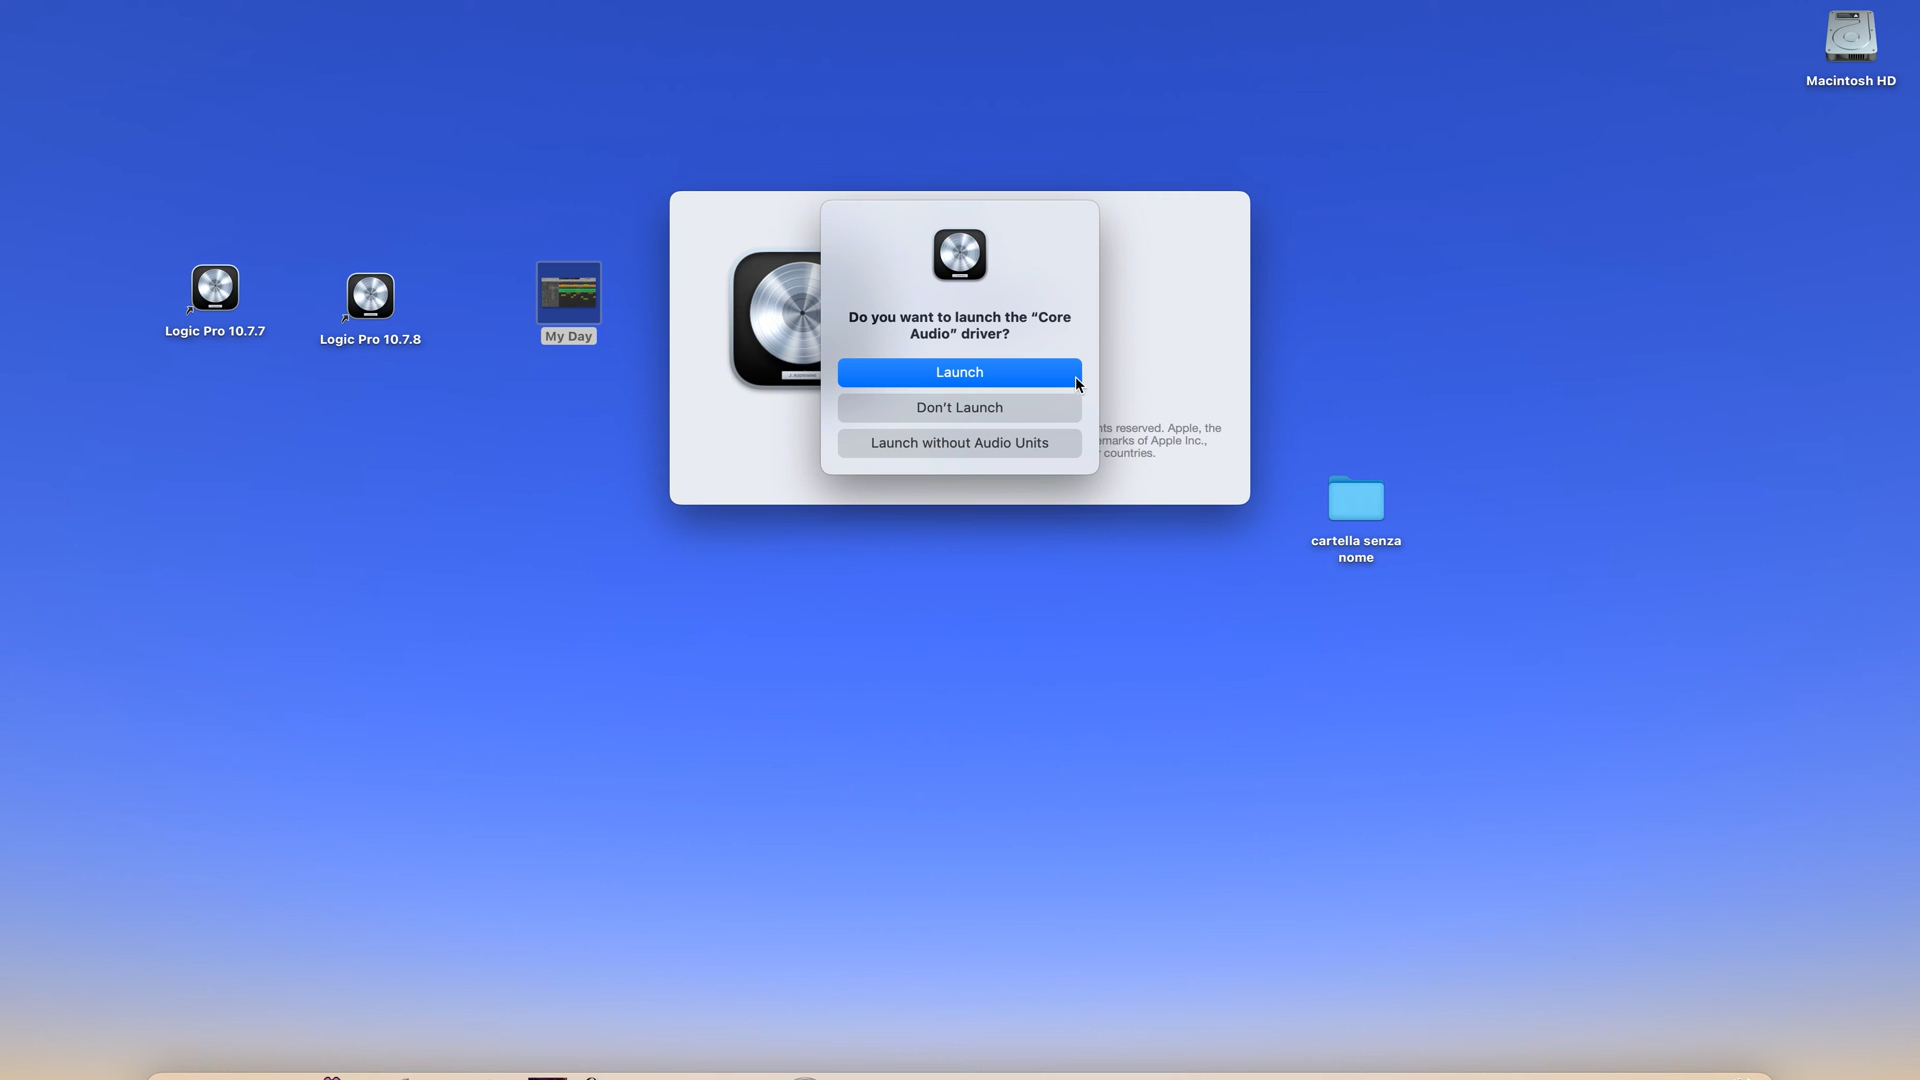 Macintosh HD
Logic Pro 10.7.7
Logic Pro 10.7.8
My Day
Do you want to launch the “Core
Audio” driver?
Launch
Don’t Launch
Launch without Audio Units
hts reserved. Apple, the
emarks of Apple Inc.,
r countries.
cartella senza
nome